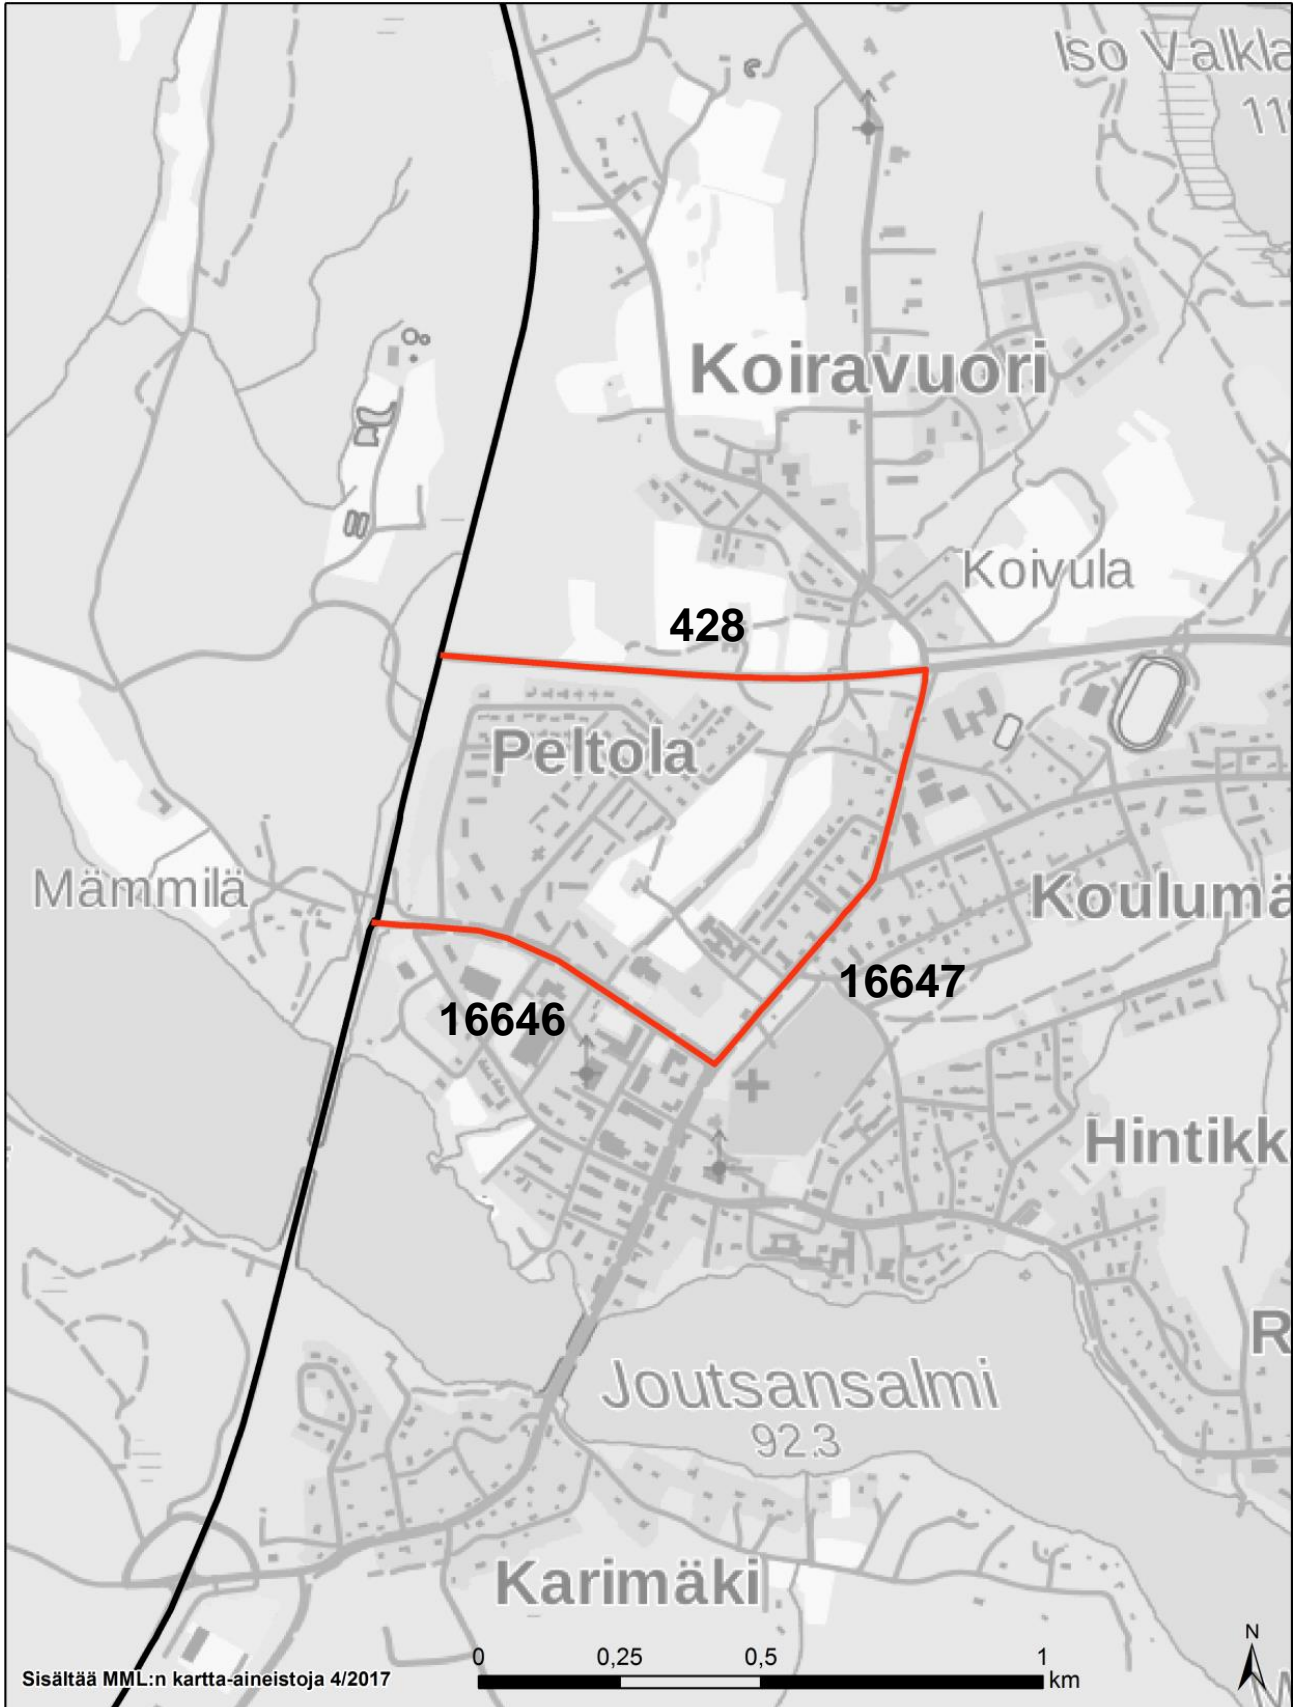 Iso Valkla
Koiravuori
Koivula
428
Peltola
Mämmilä
Koulumä
16647
16646
Hintikk
R
Joutsansalmi
92.3
Karimäki
N
0 0,25 0,5 1
km
Sisältää MML:n kartta-aineistoja 4/2017